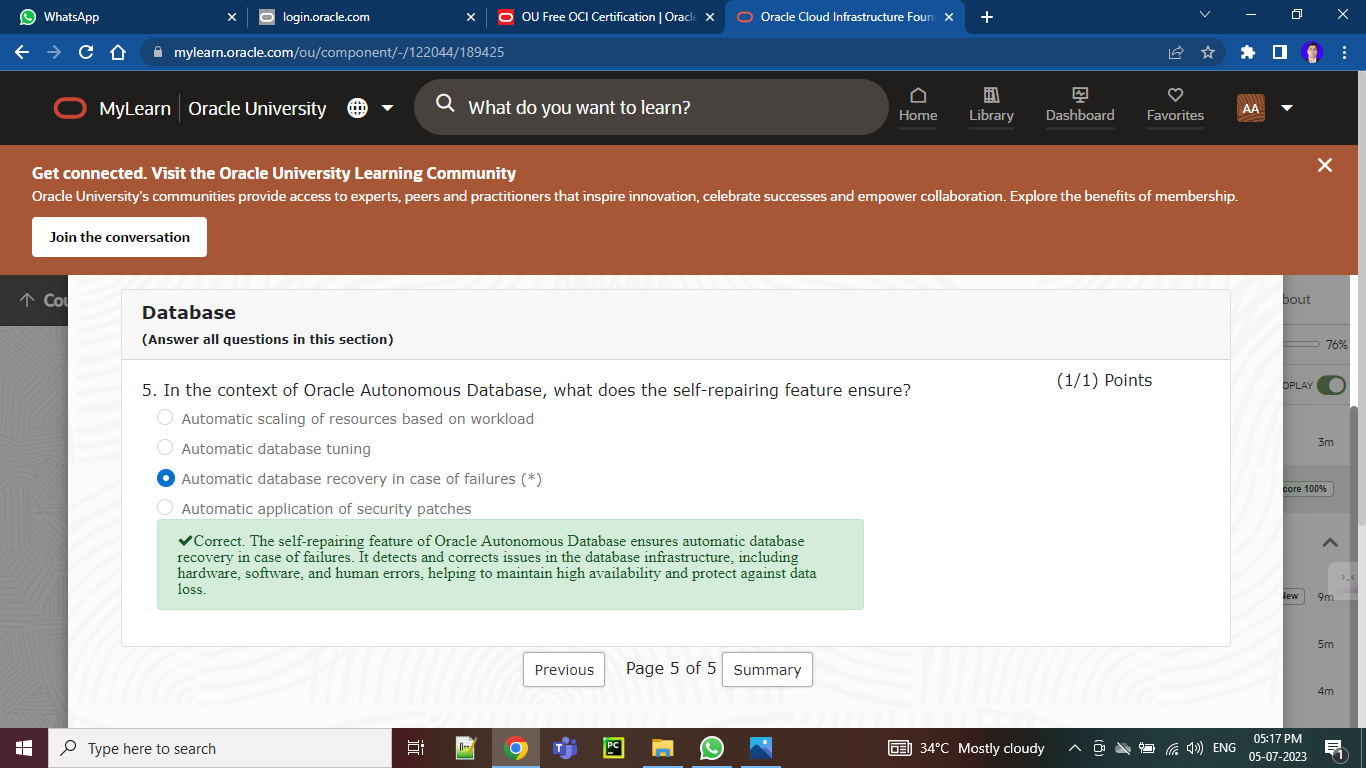 WhatsApp
login.oracle.com
OU Free OCI Certification | Oracle
Oracle Cloud Infrastructure Foun
mylearn.oracle.com/ou/component/-/122044/189425
MyLearn
Oracle University
What do you want to learn?
Home
Library
Dashboard
Favorites
AA
Get connected. Visit the Oracle University Learning Community
Oracle University's communities provide access to experts, peers and practitioners that inspire innovation, celebrate successes and empower collaboration. Explore the benefits of membership.
Join the conversation
Cou
bout
76%
OPLAY
3m
core 100%
New
9m
5m
4m
Database
(Answer all questions in this section)
5. In the context of Oracle Autonomous Database, what does the self-repairing feature ensure?
(1/1) Points
Automatic scaling of resources based on workload
Automatic database tuning
Automatic database recovery in case of failures (*)
Automatic application of security patches
✔Correct. The self-repairing feature of Oracle Autonomous Database ensures automatic database
recovery in case of failures. It detects and corrects issues in the database infrastructure, including
hardware, software, and human errors, helping to maintain high availability and protect against data
loss.
Previous
Page 5 of 5
Summary
Type here to search
PC
34°C Mostly cloudy
ENG
05:17 PM
05-07-2023
1